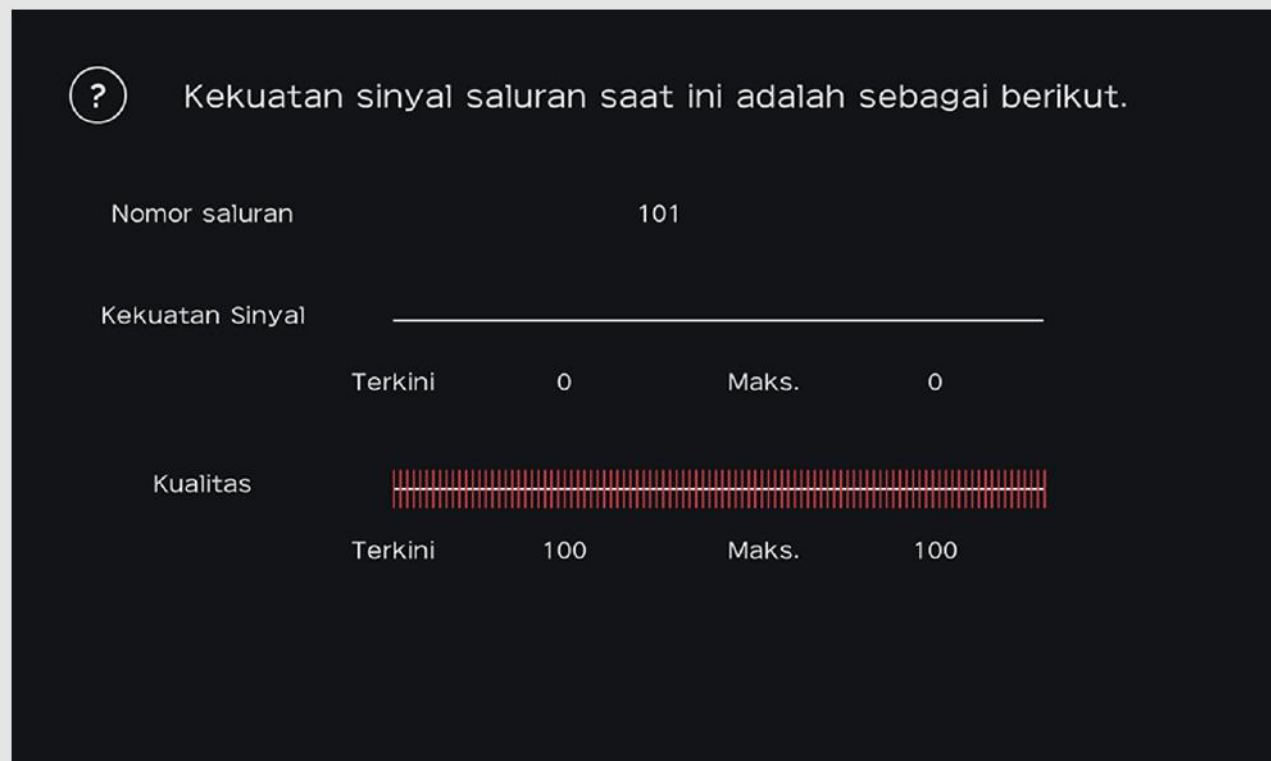 ? Kekuatan sinyal saluran saat ini adalah sebagai berikut.
Nomor saluran 101
Kekuatan Sinyal
Terkini 0 Maks. 0
Kualitas
Terkini 100 Maks. 100